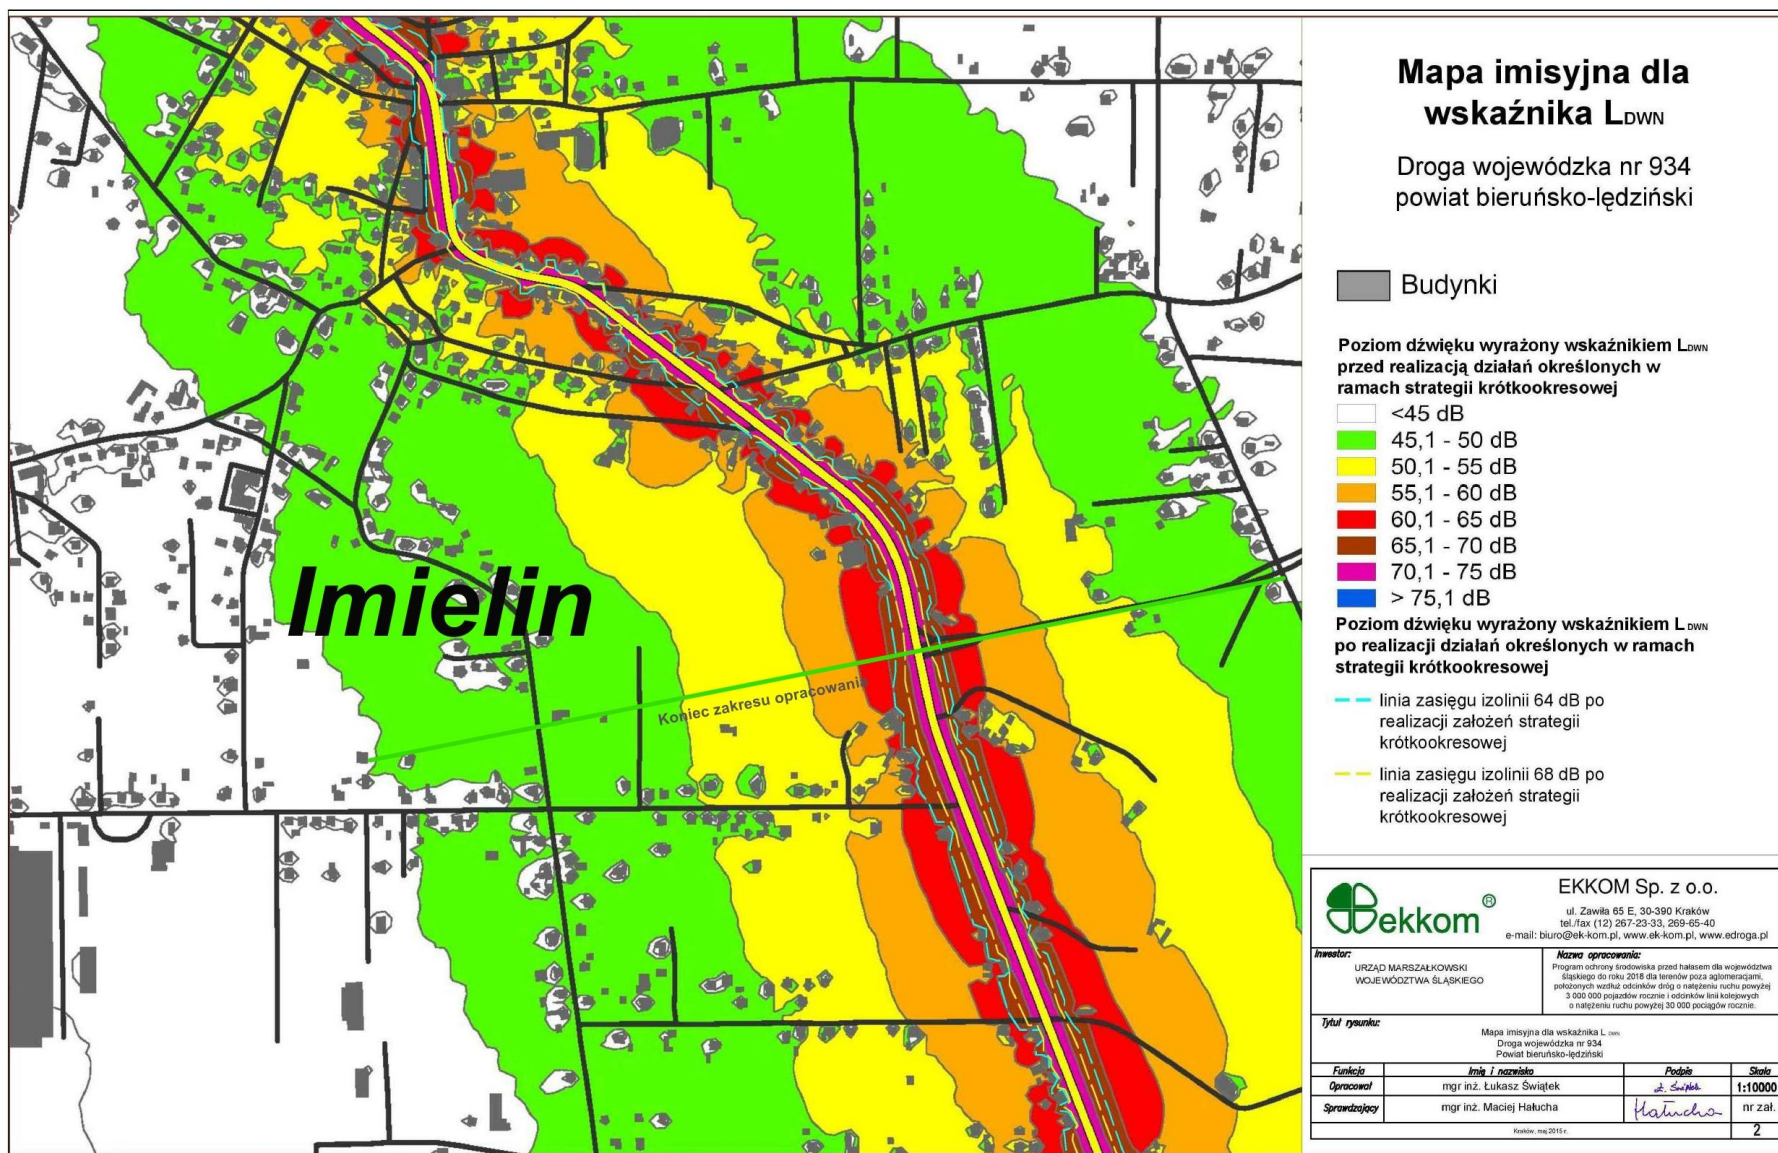 Mapa imisyjna dla
wskaźnika LDWN
Droga wojewódzka nr 934
powiat bieruńsko-lędziński
Budynki
Poziom dźwięku wyrażony wskaźnikiem LDWN
przed realizacją działań określonych w
ramach strategii krótkookresowej
<45 dB
45,1 - 50 dB
50,1 - 55 dB
55,1 - 60 dB
60,1 - 65 dB
65,1 - 70 dB
70,1 - 75 dB
> 75,1 dB
Poziom dźwięku wyrażony wskaźnikiem L DWN
po realizacji działań określonych w ramach
strategii krótkookresowej
linia zasięgu izolinii 64 dB po
realizacji założeń strategii
krótkookresowej
linia zasięgu izolinii 68 dB po
realizacji założeń strategii
krótkookresowej
Imielin
Koniec zakresu opracowania
ekkom ®
EKKOM Sp. z o.o.
ul. Zawiła 65 E, 30-390 Kraków
tel./fax (12) 267-23-33, 269-65-40
e-mail: biuro@ek-kom.pl, www.ek-kom.pl, www.edroga.pl
Inwestor:
URZĄD MARSZAŁKOWSKI
WOJEWÓDZTWA ŚLĄSKIEGO
Nazwa opracowania:
Program ochrony środowiska przed hałasem dla województwa
śląskiego do roku 2018 dla terenów poza aglomeracjami,
położonych wzdłuż odcinków dróg o natężeniu ruchu powyżej
3 000 000 pojazdów rocznie i odcinków linii kolejowych
o natężeniu ruchu powyżej 30 000 pociągów rocznie.
Tytuł rysunku:
Mapa imisyjna dla wskaźnika L DWN
Droga wojewódzka nr 934
Powiat bieruńsko-lędziński
Funkcja Imię i nazwisko Podpis Skala
Opracował mgr inż. Łukasz Świątek Ł. Świątek 1:10000
Sprawdzający mgr inż. Maciej Hałucha Hałucha nr zał.
Kraków, maj 2015 r. 2